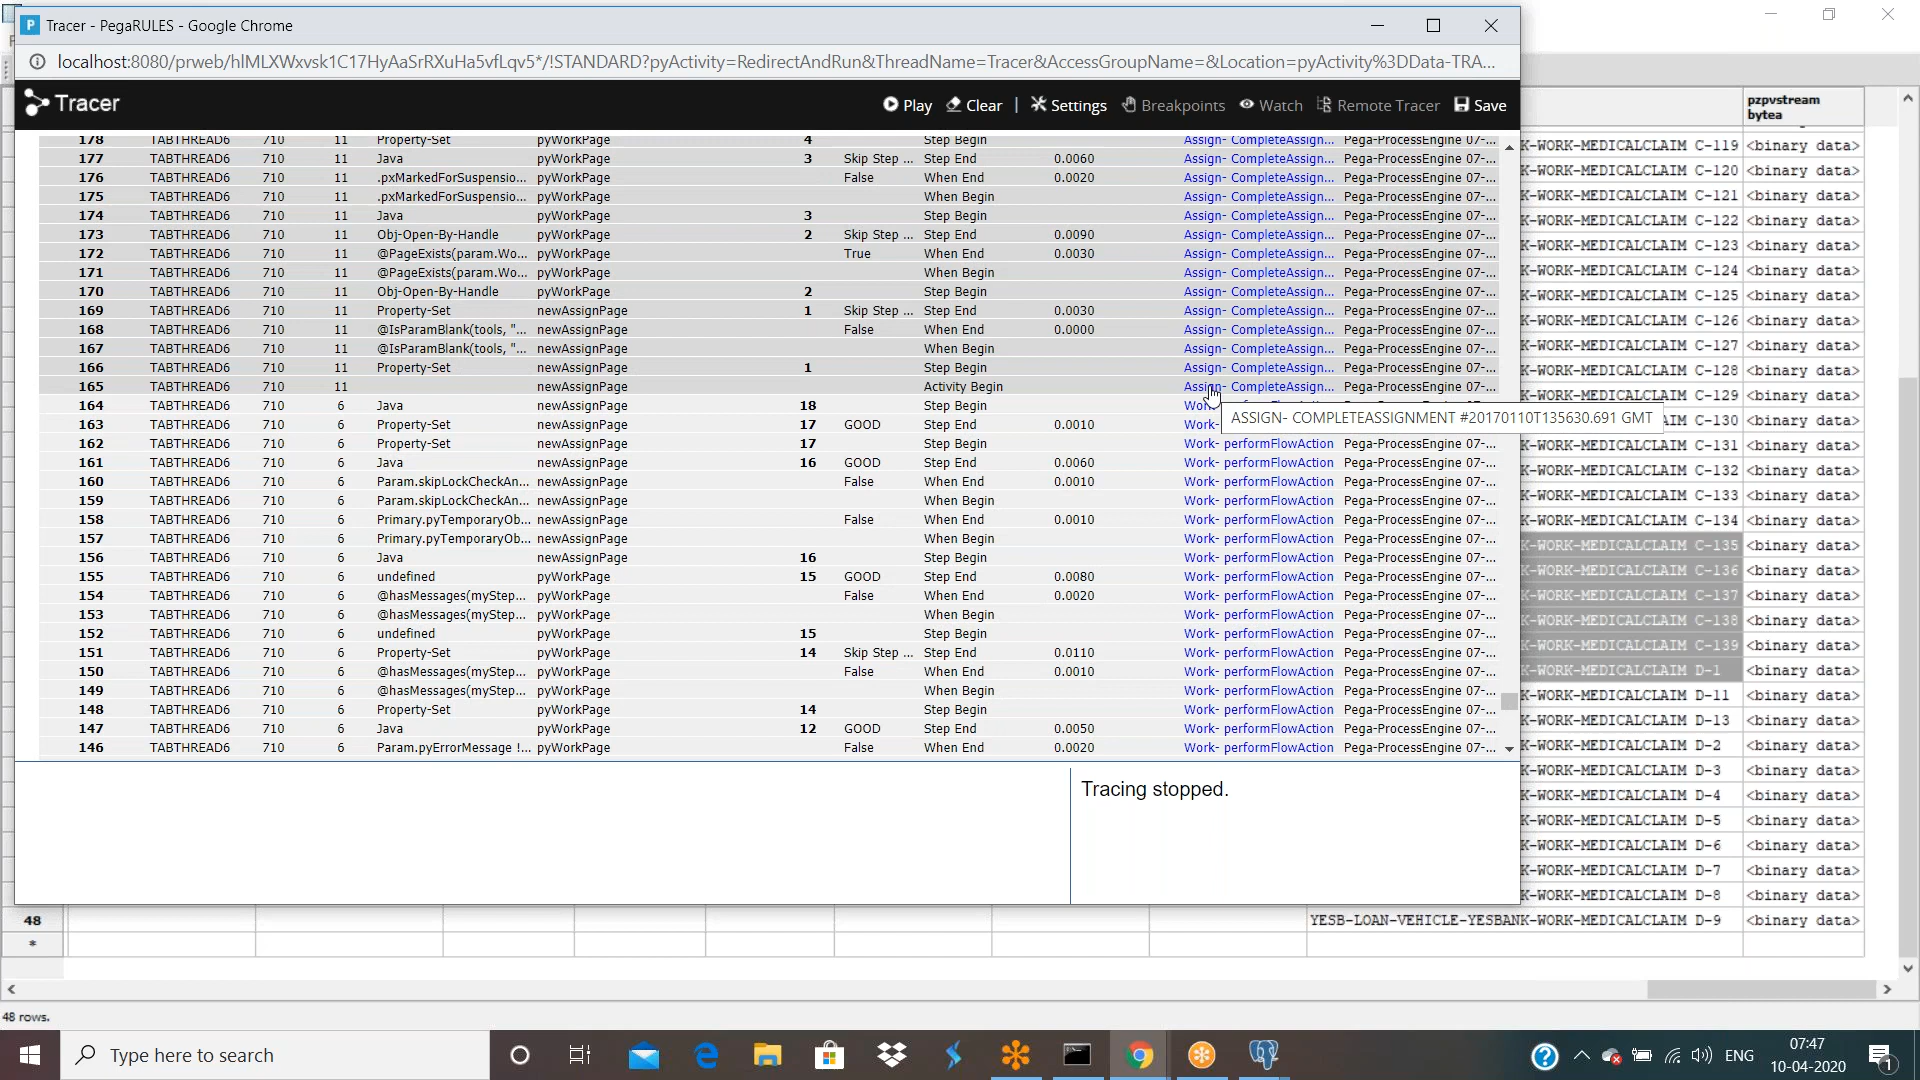 Tracer - PegaRULES - Google Chrome
localhost:8080/prweb/hlMLXWxvsk1C17HyAaSrRXuHa5vfLqv5*/!STANDARD?pyActivity=RedirectAndRun&ThreadName=Tracer&AccessGroupName=&Location=pyActivity%3DData-TRA...
Tracer Play Clear | Settings Breakpoints Watch Remote Tracer Save
178 TABTHREAD6 710 11 Property-Set pyWorkPage 4 Step Begin Assign- CompleteAssign... Pega-ProcessEngine 07-...
177 TABTHREAD6 710 11 Java pyWorkPage 3 Skip Step ... Step End 0.0060 Assign- CompleteAssign... Pega-ProcessEngine 07-...
176 TABTHREAD6 710 11 .pxMarkedForSuspensio... pyWorkPage False When End 0.0020 Assign- CompleteAssign... Pega-ProcessEngine 07-...
175 TABTHREAD6 710 11 .pxMarkedForSuspensio... pyWorkPage When Begin Assign- CompleteAssign... Pega-ProcessEngine 07-...
174 TABTHREAD6 710 11 Java pyWorkPage 3 Step Begin Assign- CompleteAssign... Pega-ProcessEngine 07-...
173 TABTHREAD6 710 11 Obj-Open-By-Handle pyWorkPage 2 Skip Step ... Step End 0.0090 Assign- CompleteAssign... Pega-ProcessEngine 07-...
172 TABTHREAD6 710 11 @PageExists(param.Wo... pyWorkPage True When End 0.0030 Assign- CompleteAssign... Pega-ProcessEngine 07-...
171 TABTHREAD6 710 11 @PageExists(param.Wo... pyWorkPage When Begin Assign- CompleteAssign... Pega-ProcessEngine 07-...
170 TABTHREAD6 710 11 Obj-Open-By-Handle pyWorkPage 2 Step Begin Assign- CompleteAssign... Pega-ProcessEngine 07-...
169 TABTHREAD6 710 11 Property-Set newAssignPage 1 Skip Step ... Step End 0.0030 Assign- CompleteAssign... Pega-ProcessEngine 07-...
168 TABTHREAD6 710 11 @IsParamBlank(tools, "... newAssignPage False When End 0.0000 Assign- CompleteAssign... Pega-ProcessEngine 07-...
167 TABTHREAD6 710 11 @IsParamBlank(tools, "... newAssignPage When Begin Assign- CompleteAssign... Pega-ProcessEngine 07-...
166 TABTHREAD6 710 11 Property-Set newAssignPage 1 Step Begin Assign- CompleteAssign... Pega-ProcessEngine 07-...
165 TABTHREAD6 710 11 newAssignPage Activity Begin Assign- CompleteAssign... Pega-ProcessEngine 07-...
164 TABTHREAD6 710 6 Java newAssignPage 18 Step Begin
ASSIGN- COMPLETEASSIGNMENT #20170110T135630.691 GMT
163 TABTHREAD6 710 6 Property-Set newAssignPage 17 GOOD Step End 0.0010 Work-
162 TABTHREAD6 710 6 Property-Set newAssignPage 17 Step Begin Work- performFlowAction Pega-ProcessEngine 07-...
161 TABTHREAD6 710 6 Java newAssignPage 16 GOOD Step End 0.0060 Work- performFlowAction Pega-ProcessEngine 07-...
160 TABTHREAD6 710 6 Param.skipLockCheckAn... newAssignPage False When End 0.0010 Work- performFlowAction Pega-ProcessEngine 07-...
159 TABTHREAD6 710 6 Param.skipLockCheckAn... newAssignPage When Begin Work- performFlowAction Pega-ProcessEngine 07-...
158 TABTHREAD6 710 6 Primary.pyTemporaryOb... newAssignPage False When End 0.0010 Work- performFlowAction Pega-ProcessEngine 07-...
157 TABTHREAD6 710 6 Primary.pyTemporaryOb... newAssignPage When Begin Work- performFlowAction Pega-ProcessEngine 07-...
156 TABTHREAD6 710 6 Java newAssignPage 16 Step Begin Work- performFlowAction Pega-ProcessEngine 07-...
155 TABTHREAD6 710 6 undefined pyWorkPage 15 GOOD Step End 0.0080 Work- performFlowAction Pega-ProcessEngine 07-...
154 TABTHREAD6 710 6 @hasMessages(myStep... pyWorkPage False When End 0.0020 Work- performFlowAction Pega-ProcessEngine 07-...
153 TABTHREAD6 710 6 @hasMessages(myStep... pyWorkPage When Begin Work- performFlowAction Pega-ProcessEngine 07-...
152 TABTHREAD6 710 6 undefined pyWorkPage 15 Step Begin Work- performFlowAction Pega-ProcessEngine 07-...
151 TABTHREAD6 710 6 Property-Set pyWorkPage 14 Skip Step ... Step End 0.0110 Work- performFlowAction Pega-ProcessEngine 07-...
150 TABTHREAD6 710 6 @hasMessages(myStep... pyWorkPage False When End 0.0010 Work- performFlowAction Pega-ProcessEngine 07-...
149 TABTHREAD6 710 6 @hasMessages(myStep... pyWorkPage When Begin Work- performFlowAction Pega-ProcessEngine 07-...
148 TABTHREAD6 710 6 Property-Set pyWorkPage 14 Step Begin Work- performFlowAction Pega-ProcessEngine 07-...
147 TABTHREAD6 710 6 Java pyWorkPage 12 GOOD Step End 0.0050 Work- performFlowAction Pega-ProcessEngine 07-...
146 TABTHREAD6 710 6 Param.pyErrorMessage !... pyWorkPage False When End 0.0020 Work- performFlowAction Pega-ProcessEngine 07-...
Tracing stopped.
pzpvstream
bytea
K-WORK-MEDICALCLAIM C-119 <binary data>
K-WORK-MEDICALCLAIM C-120 <binary data>
K-WORK-MEDICALCLAIM C-121 <binary data>
K-WORK-MEDICALCLAIM C-122 <binary data>
K-WORK-MEDICALCLAIM C-123 <binary data>
K-WORK-MEDICALCLAIM C-124 <binary data>
K-WORK-MEDICALCLAIM C-125 <binary data>
K-WORK-MEDICALCLAIM C-126 <binary data>
K-WORK-MEDICALCLAIM C-127 <binary data>
K-WORK-MEDICALCLAIM C-128 <binary data>
K-WORK-MEDICALCLAIM C-129 <binary data>
AIM C-130 <binary data>
K-WORK-MEDICALCLAIM C-131 <binary data>
K-WORK-MEDICALCLAIM C-132 <binary data>
K-WORK-MEDICALCLAIM C-133 <binary data>
K-WORK-MEDICALCLAIM C-134 <binary data>
K-WORK-MEDICALCLAIM C-135 <binary data>
K-WORK-MEDICALCLAIM C-136 <binary data>
K-WORK-MEDICALCLAIM C-137 <binary data>
K-WORK-MEDICALCLAIM C-138 <binary data>
K-WORK-MEDICALCLAIM C-139 <binary data>
K-WORK-MEDICALCLAIM D-1 <binary data>
K-WORK-MEDICALCLAIM D-11 <binary data>
K-WORK-MEDICALCLAIM D-13 <binary data>
K-WORK-MEDICALCLAIM D-2 <binary data>
K-WORK-MEDICALCLAIM D-3 <binary data>
K-WORK-MEDICALCLAIM D-4 <binary data>
K-WORK-MEDICALCLAIM D-5 <binary data>
K-WORK-MEDICALCLAIM D-6 <binary data>
K-WORK-MEDICALCLAIM D-7 <binary data>
K-WORK-MEDICALCLAIM D-8 <binary data>
48 YESB-LOAN-VEHICLE-YESBANK-WORK-MEDICALCLAIM D-9 <binary data>
*
48 rows.
Type here to search
ENG
07:47
10-04-2020
1